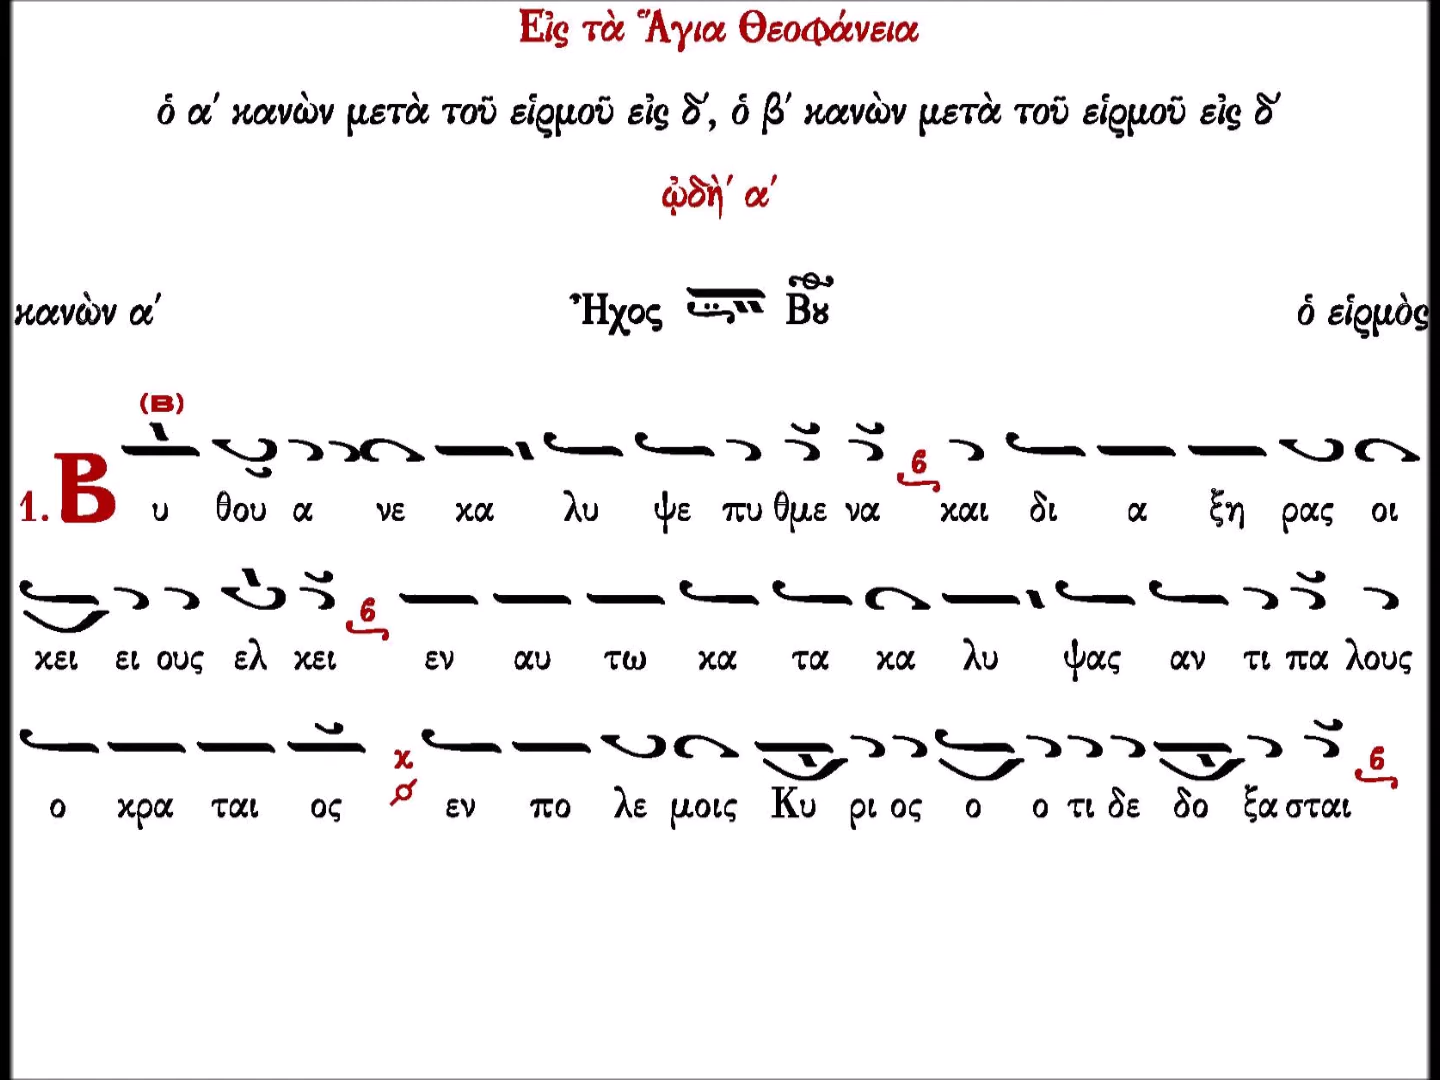 Εἰς τὰ Ἅγια Θεοφάνεια
ὁ α΄ κανὼν μετὰ τοῦ εἱρμοῦ εἰς δ΄, ὁ β΄ κανὼν μετὰ τοῦ εἱρμοῦ εἰς δ΄
ᾠδὴ΄ α΄
κανὼν α΄ Ἦχος Βȣ ὁ εἱρμὸς
(Β)
1. Β υ θου α νε κα λυ ψε πυ θμε να και δι α ξη ρας οι
κει ει ους ελ κει εν αυ τω κα τα κα λυ ψας αν τι πα λους
ο κρα ται ος εν πο λε μοις Κυ ρι ος ο ο τι δε δο ξα σται